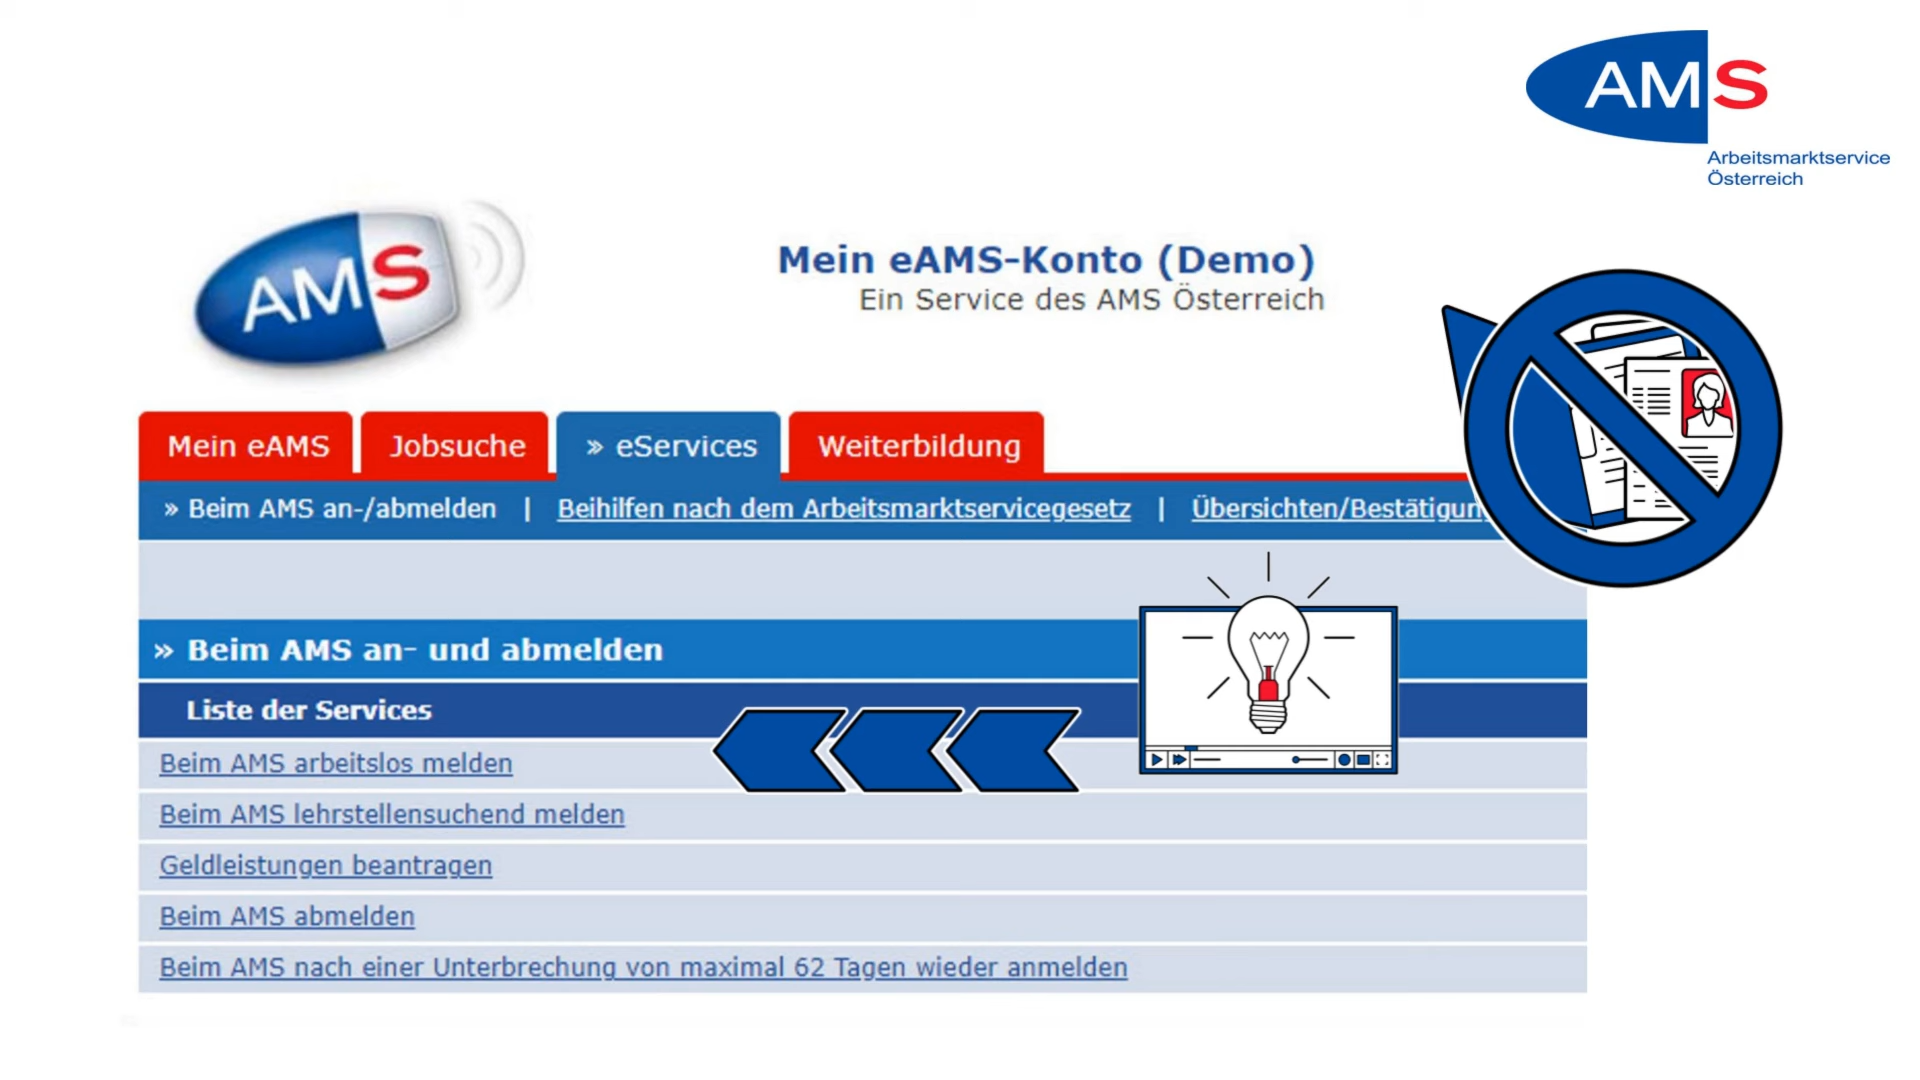 AMS
Arbeitsmarktservice
Österreich
AMS
Mein eAMS-Konto (Demo)
Ein Service des AMS Österreich
Mein eAMS
Jobsuche
» eServices
Weiterbildung
» Beim AMS an-/abmelden | Beihilfen nach dem Arbeitsmarktservicegesetz |
» Beim AMS an- und abmelden
Liste der Services
Beim AMS arbeitslos melden
Beim AMS lehrstellensuchend melden
Geldleistungen beantragen
Beim AMS abmelden
Beim AMS nach einer Unterbrechung von maximal 62 Tagen wieder anmelden